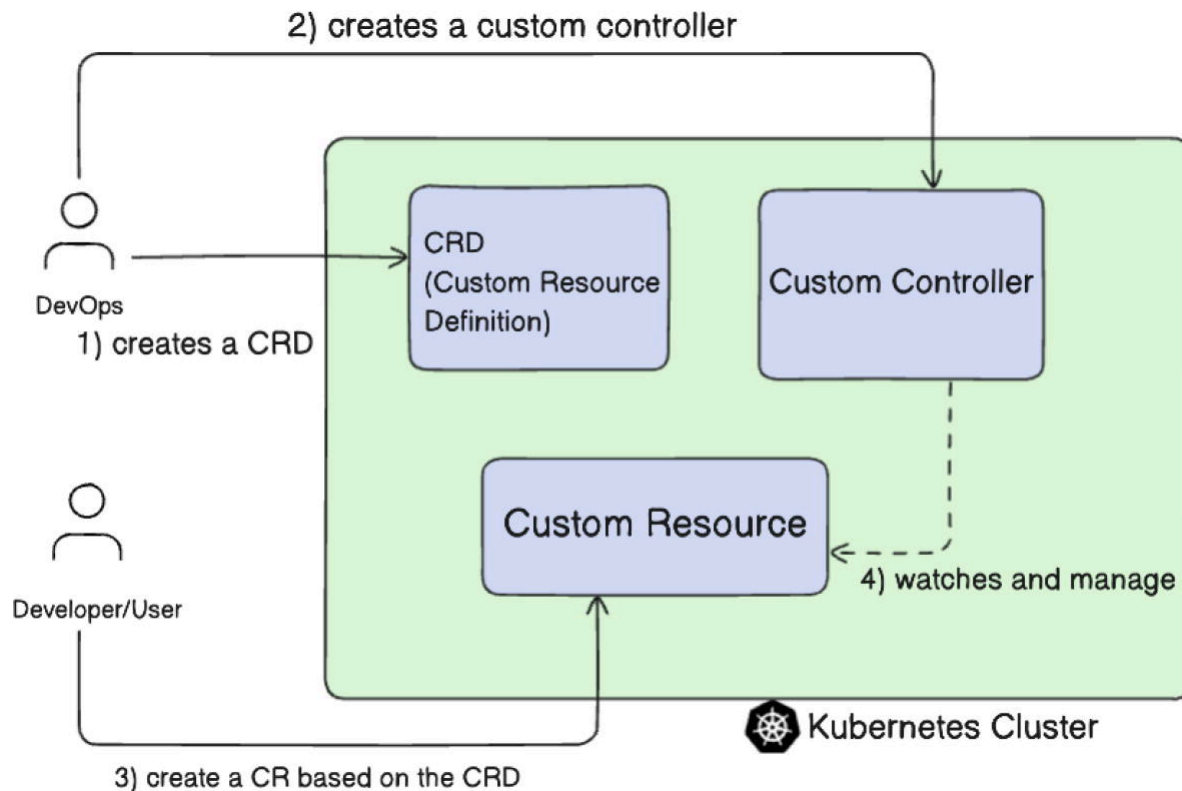 2) creates a custom controller
CRD
(Custom Resource
Definition)
Custom Controller
DevOps
1) creates a CRD
Custom Resource
4) watches and manage
Developer/User
Kubernetes Cluster
3) create a CR based on the CRD